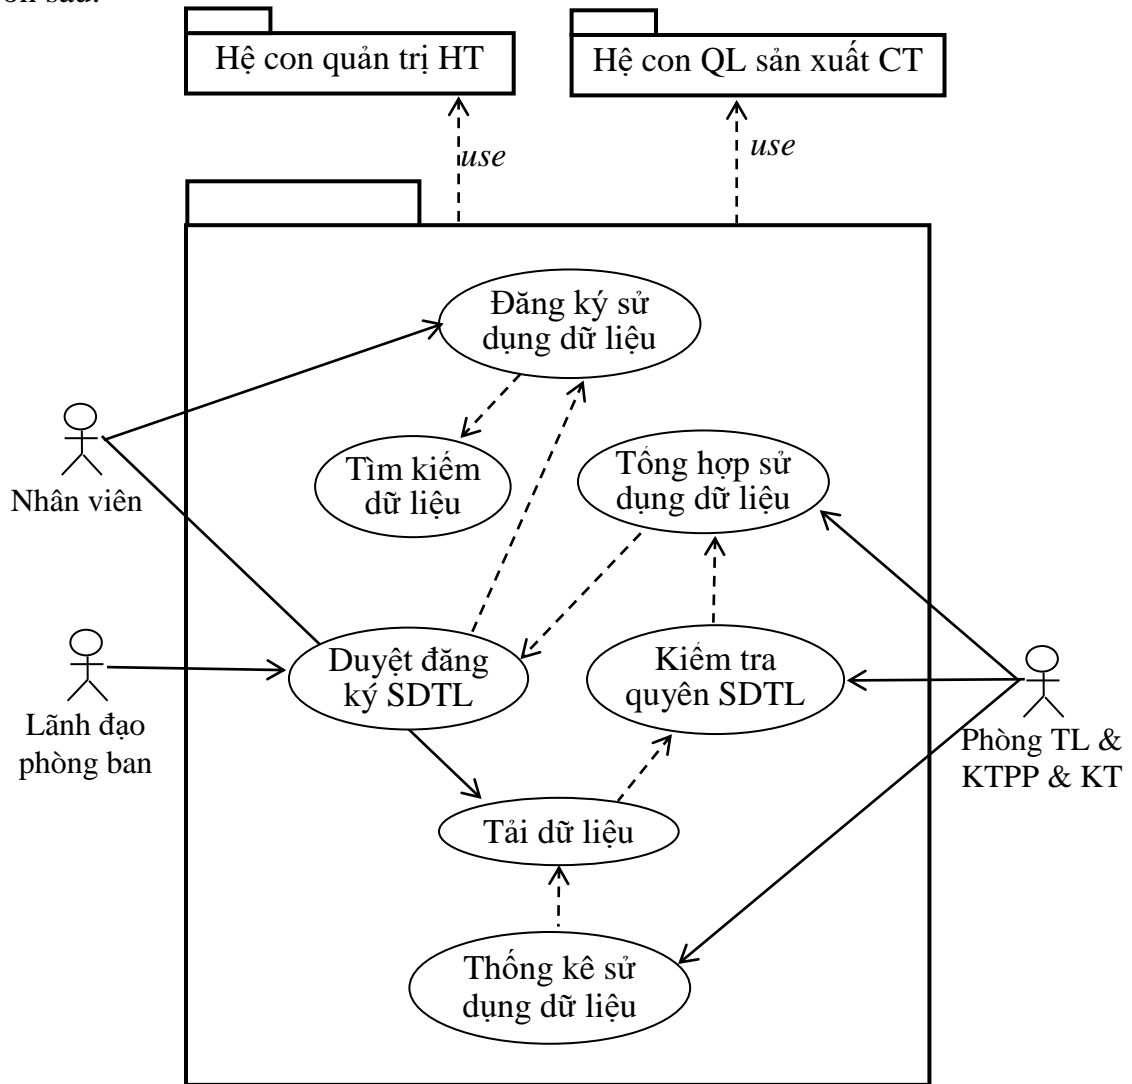 Hệ con quản trị HT
Hệ con QL sản xuất CT
use
use
Đăng ký sử
dụng dữ liệu
Tìm kiếm
dữ liệu
Tổng hợp sử
dụng dữ liệu
Nhân viên
Duyệt đăng
ký SDTL
Kiểm tra
quyên SDTL
Lãnh đạo
phòng ban
Phòng TL &
KTPP & KT
Tải dữ liệu
Thống kê sử
dụng dữ liệu